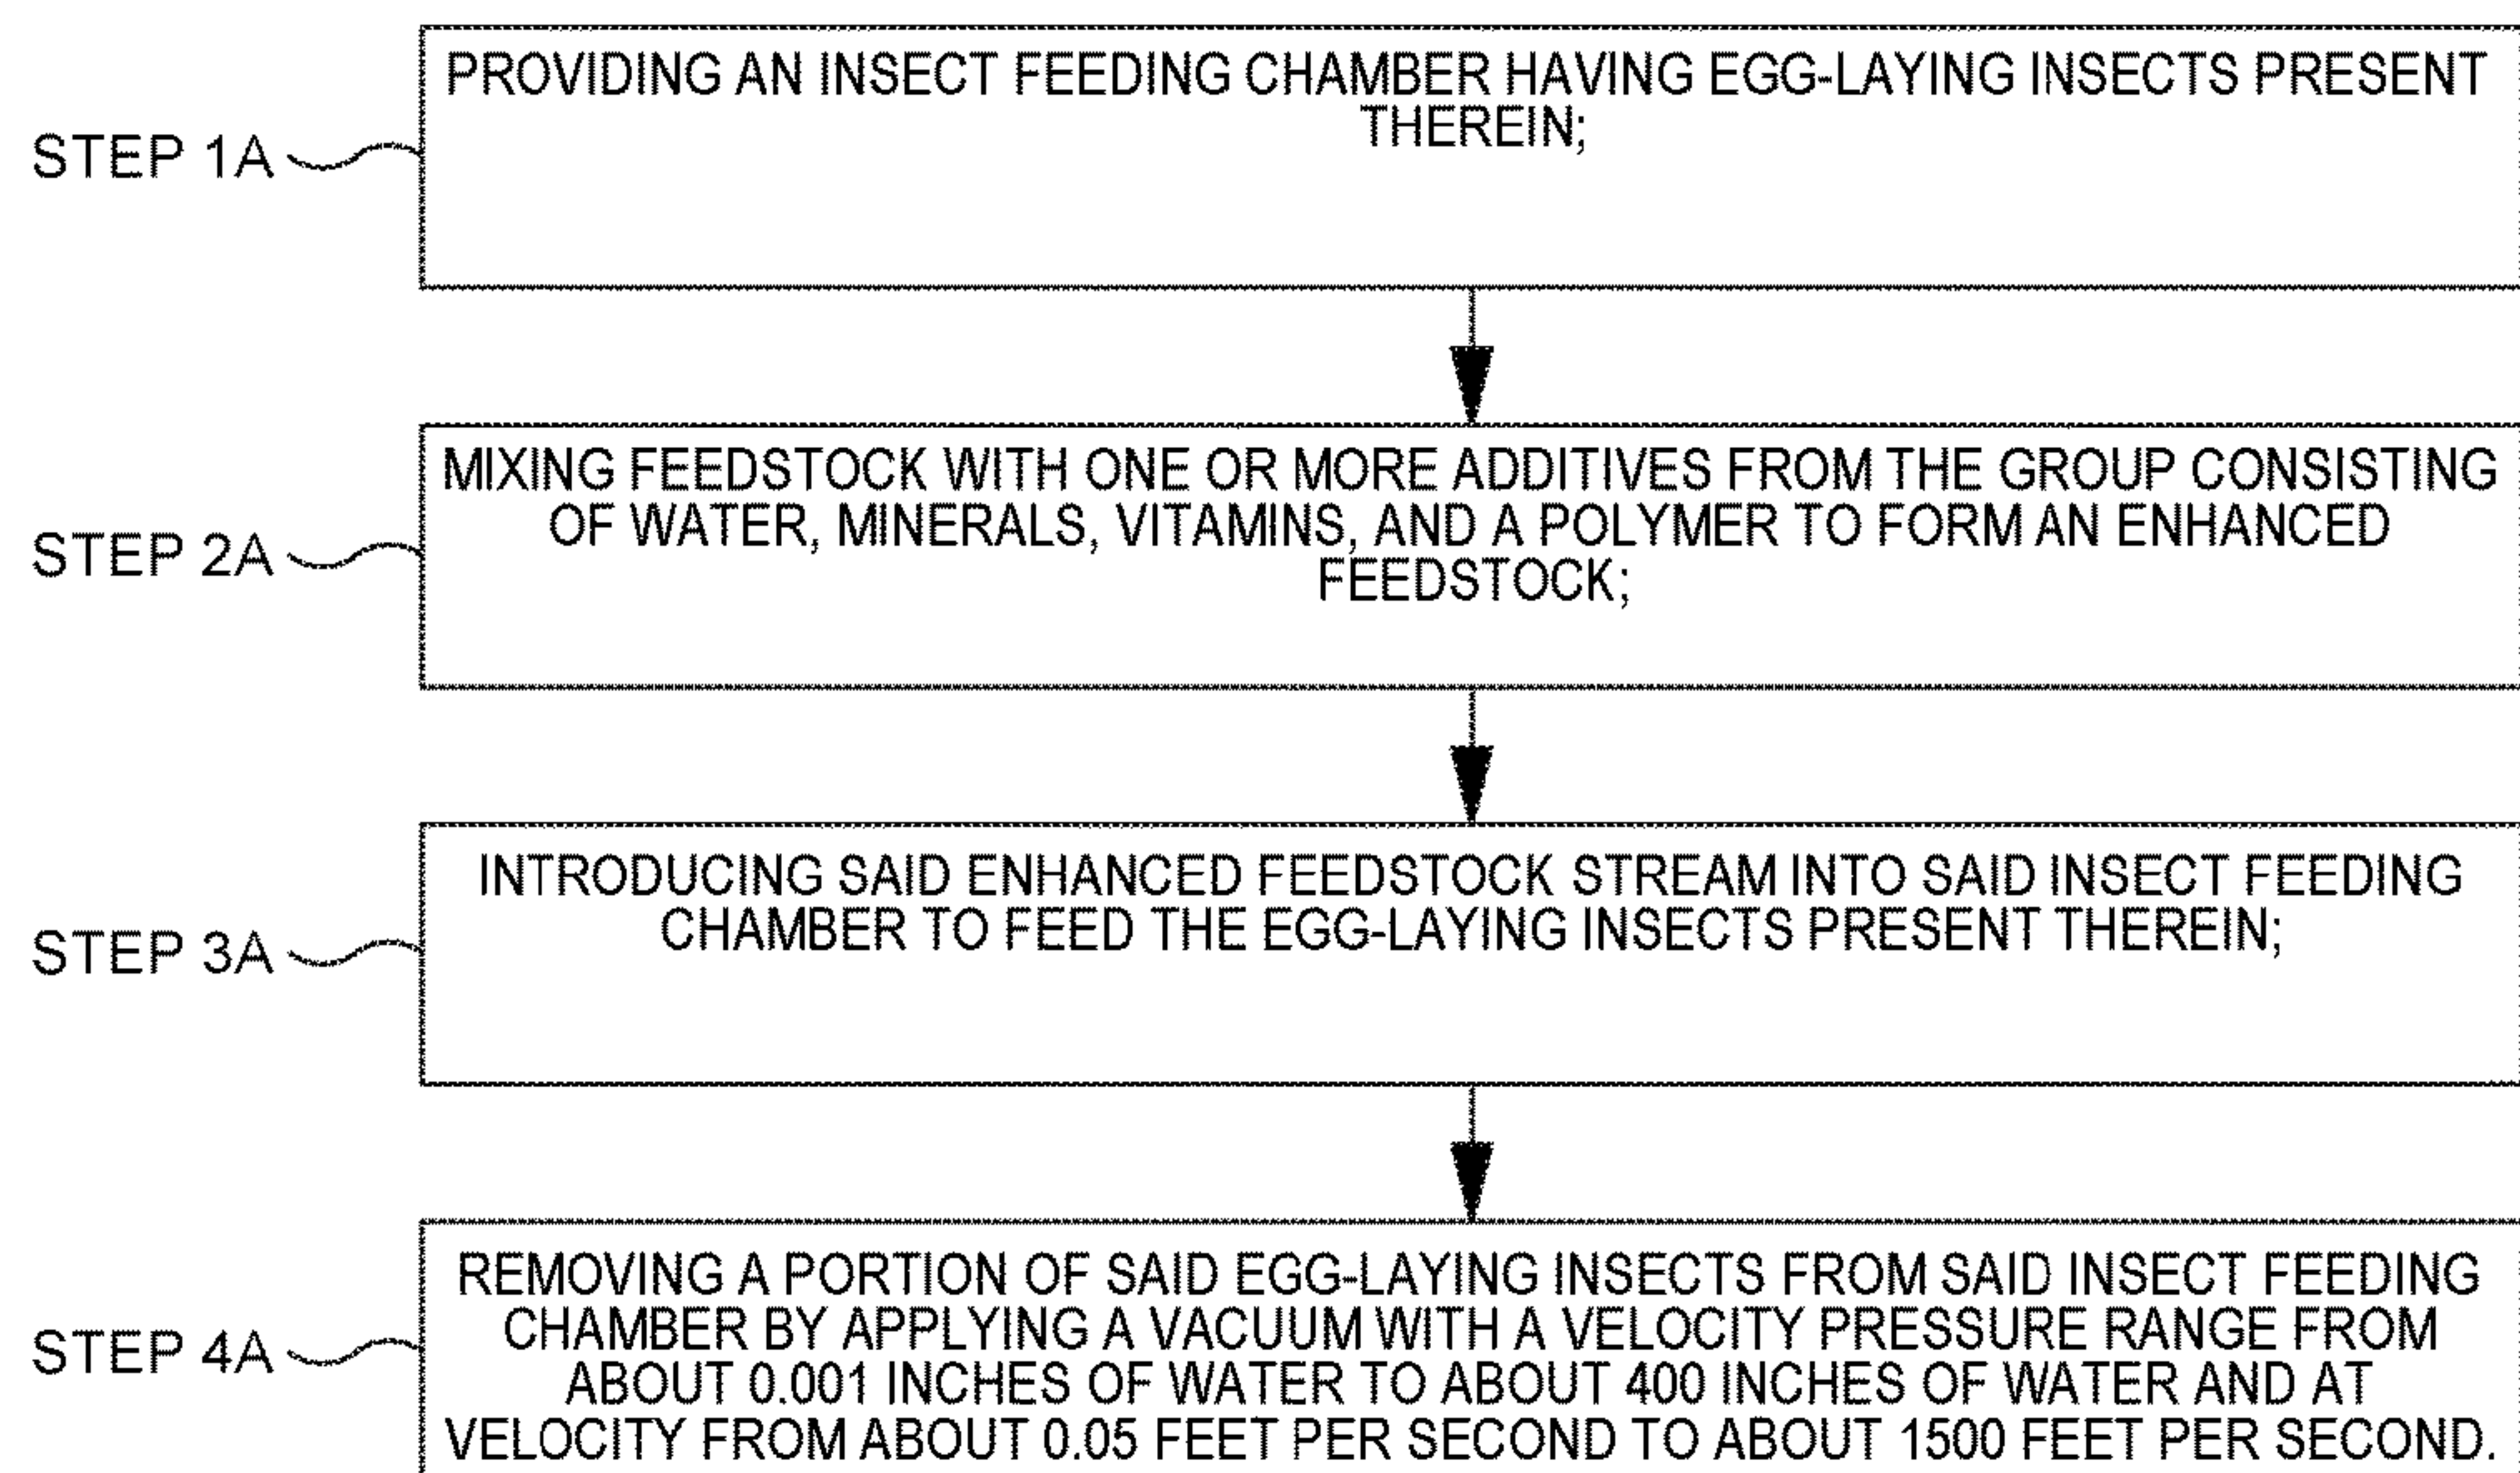 PROVIDING AN INSECT FEEDING CHAMBER HAVING EGG-LAYING INSECTS PRESENT
THEREIN;
STEP 1A
MIXING FEEDSTOCK WITH ONE OR MORE ADDITIVES FROM THE GROUP CONSISTING
OF WATER, MINERALS, VITAMINS, AND A POLYMER TO FORM AN ENHANCED
FEEDSTOCK;
STEP 2A
INTRODUCING SAID ENHANCED FEEDSTOCK STREAM INTO SAID INSECT FEEDING
CHAMBER TO FEED THE EGG-LAYING INSECTS PRESENT THEREIN;
STEP 3A
REMOVING A PORTION OF SAID EGG-LAYING INSECTS FROM SAID INSECT FEEDING
CHAMBER BY APPLYING A VACUUM WITH A VELOCITY PRESSURE RANGE FROM
ABOUT 0.001 INCHES OF WATER TO ABOUT 400 INCHES OF WATER AND AT
VELOCITY FROM ABOUT 0.05 FEET PER SECOND TO ABOUT 1500 FEET PER SECOND.
STEP 4A